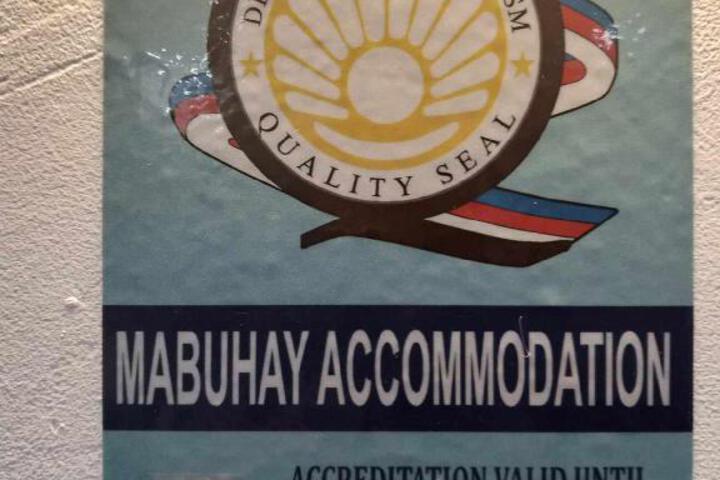 QUALITY SEAL
MABUHAY ACCOMMODATION
ACCREDITATION VALID UNTIL